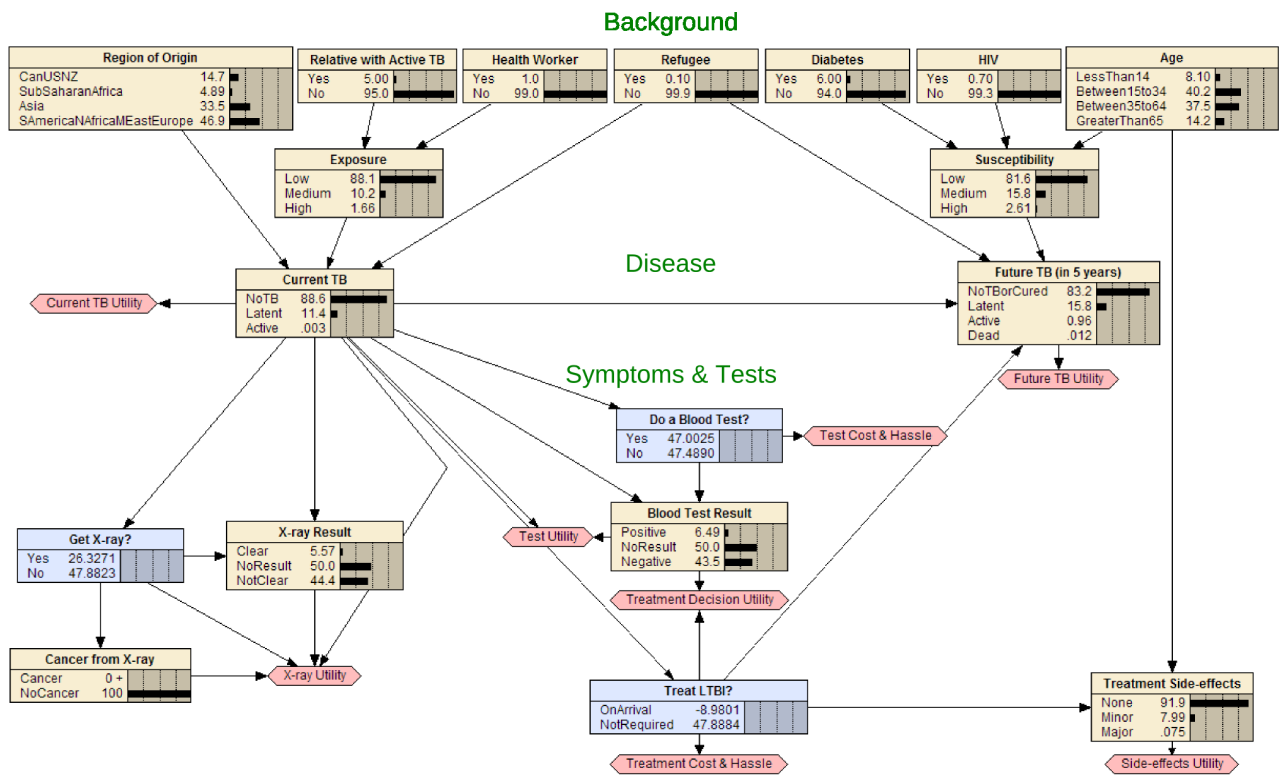 Background
Region of Origin
CanUSNZ 14.7
SubSaharanAfrica 4.89
Asia 33.5
SAmericaNAfricaMEastEurope 46.9
Relative with Active TB
Yes 5.00
No 95.0
Health Worker
Yes 1.0
No 99.0
Refugee
Yes 0.10
No 99.9
Diabetes
Yes 6.00
No 94.0
HIV
Yes 0.70
No 99.3
Age
LessThan14 8.10
Between15to34 40.2
Between35to64 37.5
GreaterThan65 14.2
Exposure
Low 88.1
Medium 10.2
High 1.66
Susceptibility
Low 81.6
Medium 15.8
High 2.61
Disease
Current TB
NoTB 88.6
Latent 11.4
Active .003
Current TB Utility
Future TB (in 5 years)
NoTBorCured 83.2
Latent 15.8
Active 0.96
Dead .012
Future TB Utility
Symptoms & Tests
Do a Blood Test?
Yes 47.0025
No 47.4890
Test Cost & Hassle
Blood Test Result
Positive 6.49
NoResult 50.0
Negative 43.5
Test Utility
Treatment Decision Utility
Get X-ray?
Yes 26.3271
No 47.8823
X-ray Result
Clear 5.57
NoResult 50.0
NotClear 44.4
Cancer from X-ray
Cancer 0 +
NoCancer 100
X-ray Utility
Treat LTBI?
OnArrival -8.9801
NotRequired 47.8884
Treatment Cost & Hassle
Treatment Side-effects
None 91.9
Minor 7.99
Major .075
Side-effects Utility